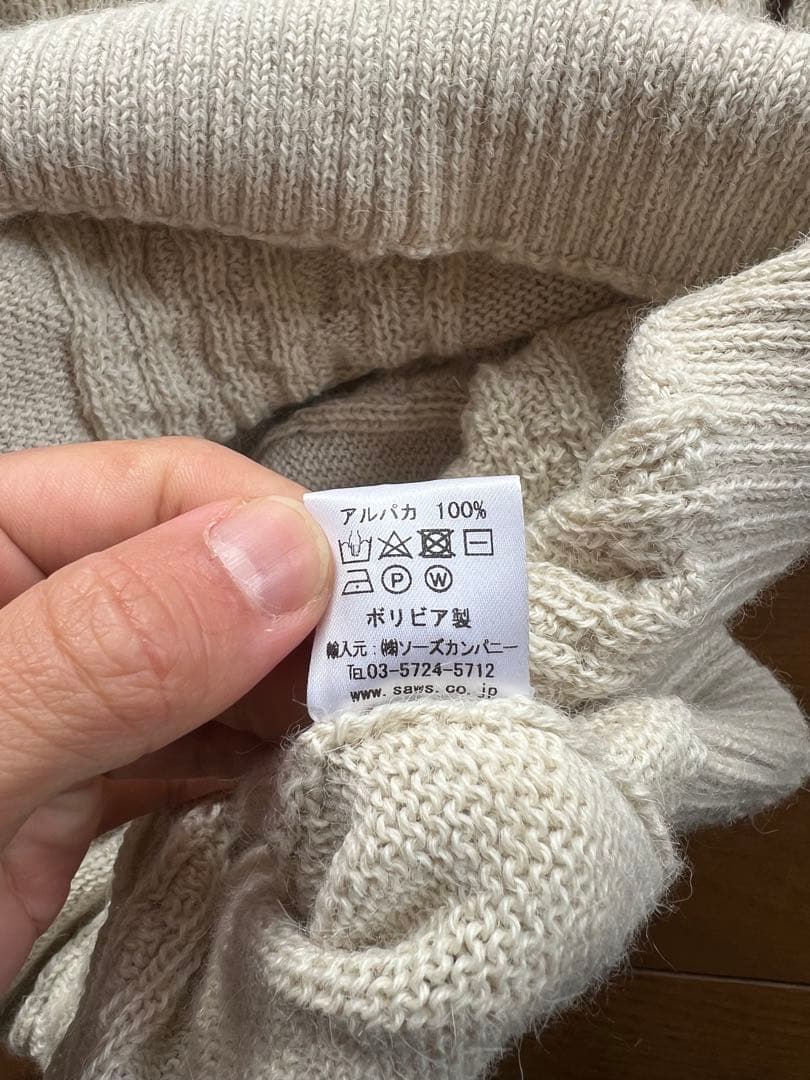 アルパカ 100%
P W
ボリビア製
輸入元:㈱ソーズカンパニー
TEL03-5724-5712
www.saws.co.jp